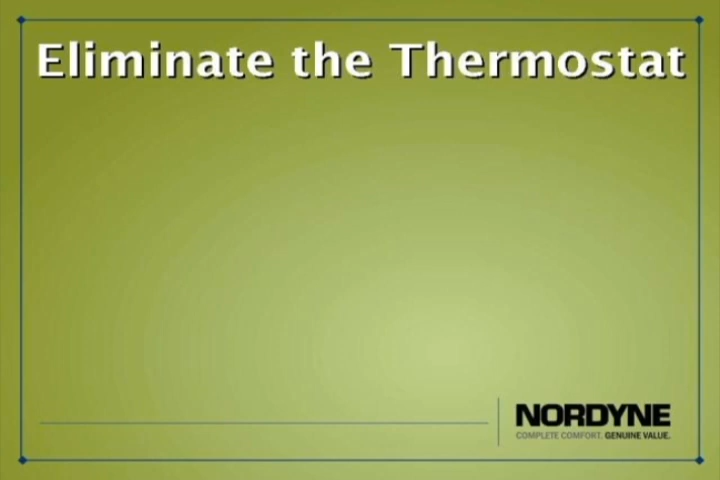 Eliminate the Thermostat
NORDYNE
COMPLETE COMFORT. GENUINE VALUE.